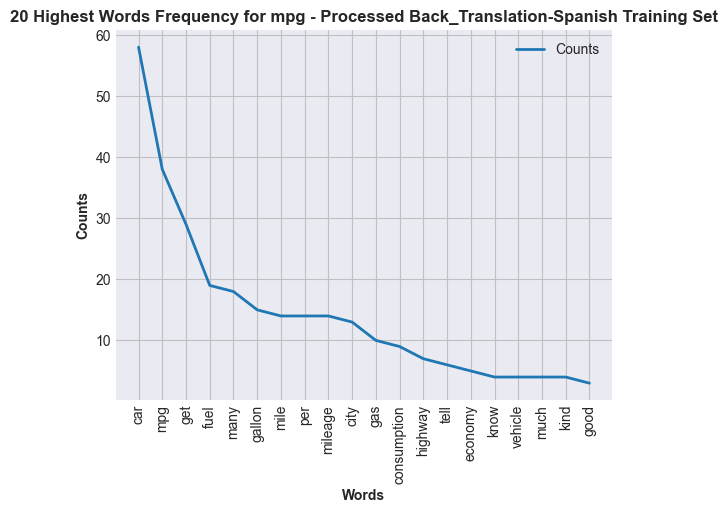 20 Highest Words Frequency for mpg - Processed Back_Translation-Spanish Training Set
Counts
60
50
40
30
20
10
Counts
car
mpg
get
fuel
many
gallon
mile
per
mileage
city
gas
consumption
highway
tell
economy
know
vehicle
much
kind
good
Words